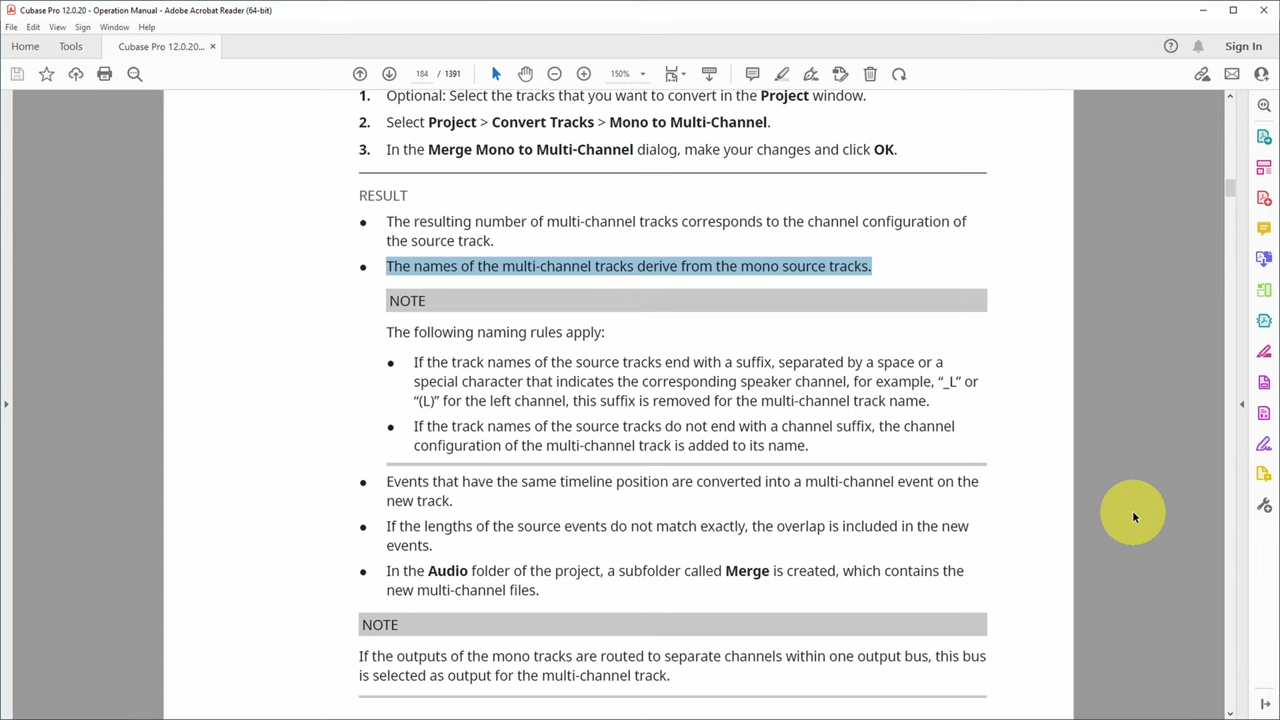 Cubase Pro 12.0.20 - Operation Manual - Adobe Acrobat Reader (64-bit)
File Edit View Sign Window Help
Home Tools Cubase Pro 12.0.20... × Sign In
184 / 1391 150%
1. Optional: Select the tracks that you want to convert in the Project window.
2. Select Project > Convert Tracks > Mono to Multi-Channel.
3. In the Merge Mono to Multi-Channel dialog, make your changes and click OK.
RESULT
● The resulting number of multi-channel tracks corresponds to the channel configuration of
the source track.
● The names of the multi-channel tracks derive from the mono source tracks.
NOTE
The following naming rules apply:
● If the track names of the source tracks end with a suffix, separated by a space or a
special character that indicates the corresponding speaker channel, for example, “_L” or
“(L)” for the left channel, this suffix is removed for the multi-channel track name.
● If the track names of the source tracks do not end with a channel suffix, the channel
configuration of the multi-channel track is added to its name.
● Events that have the same timeline position are converted into a multi-channel event on the
new track.
● If the lengths of the source events do not match exactly, the overlap is included in the new
events.
● In the Audio folder of the project, a subfolder called Merge is created, which contains the
new multi-channel files.
NOTE
If the outputs of the mono tracks are routed to separate channels within one output bus, this bus
is selected as output for the multi-channel track.